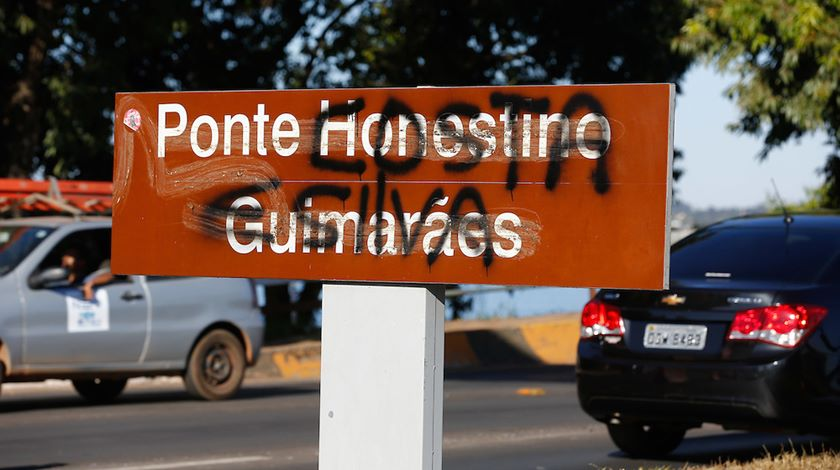 Ponte Honestino
Guimarães
COSTA
Silva